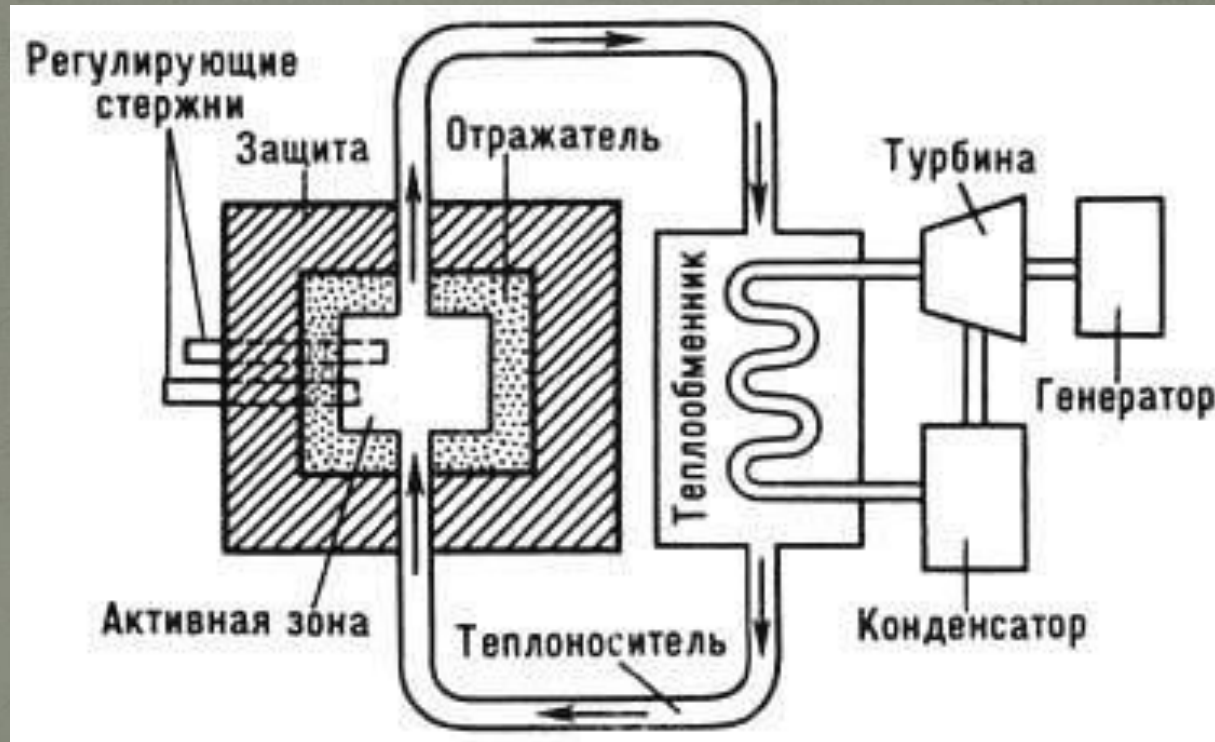 Регулирующие
стержни
Защита
Отражатель
Турбина
Теплообменник
Генератор
Активная зона
Теплоноситель
Конденсатор